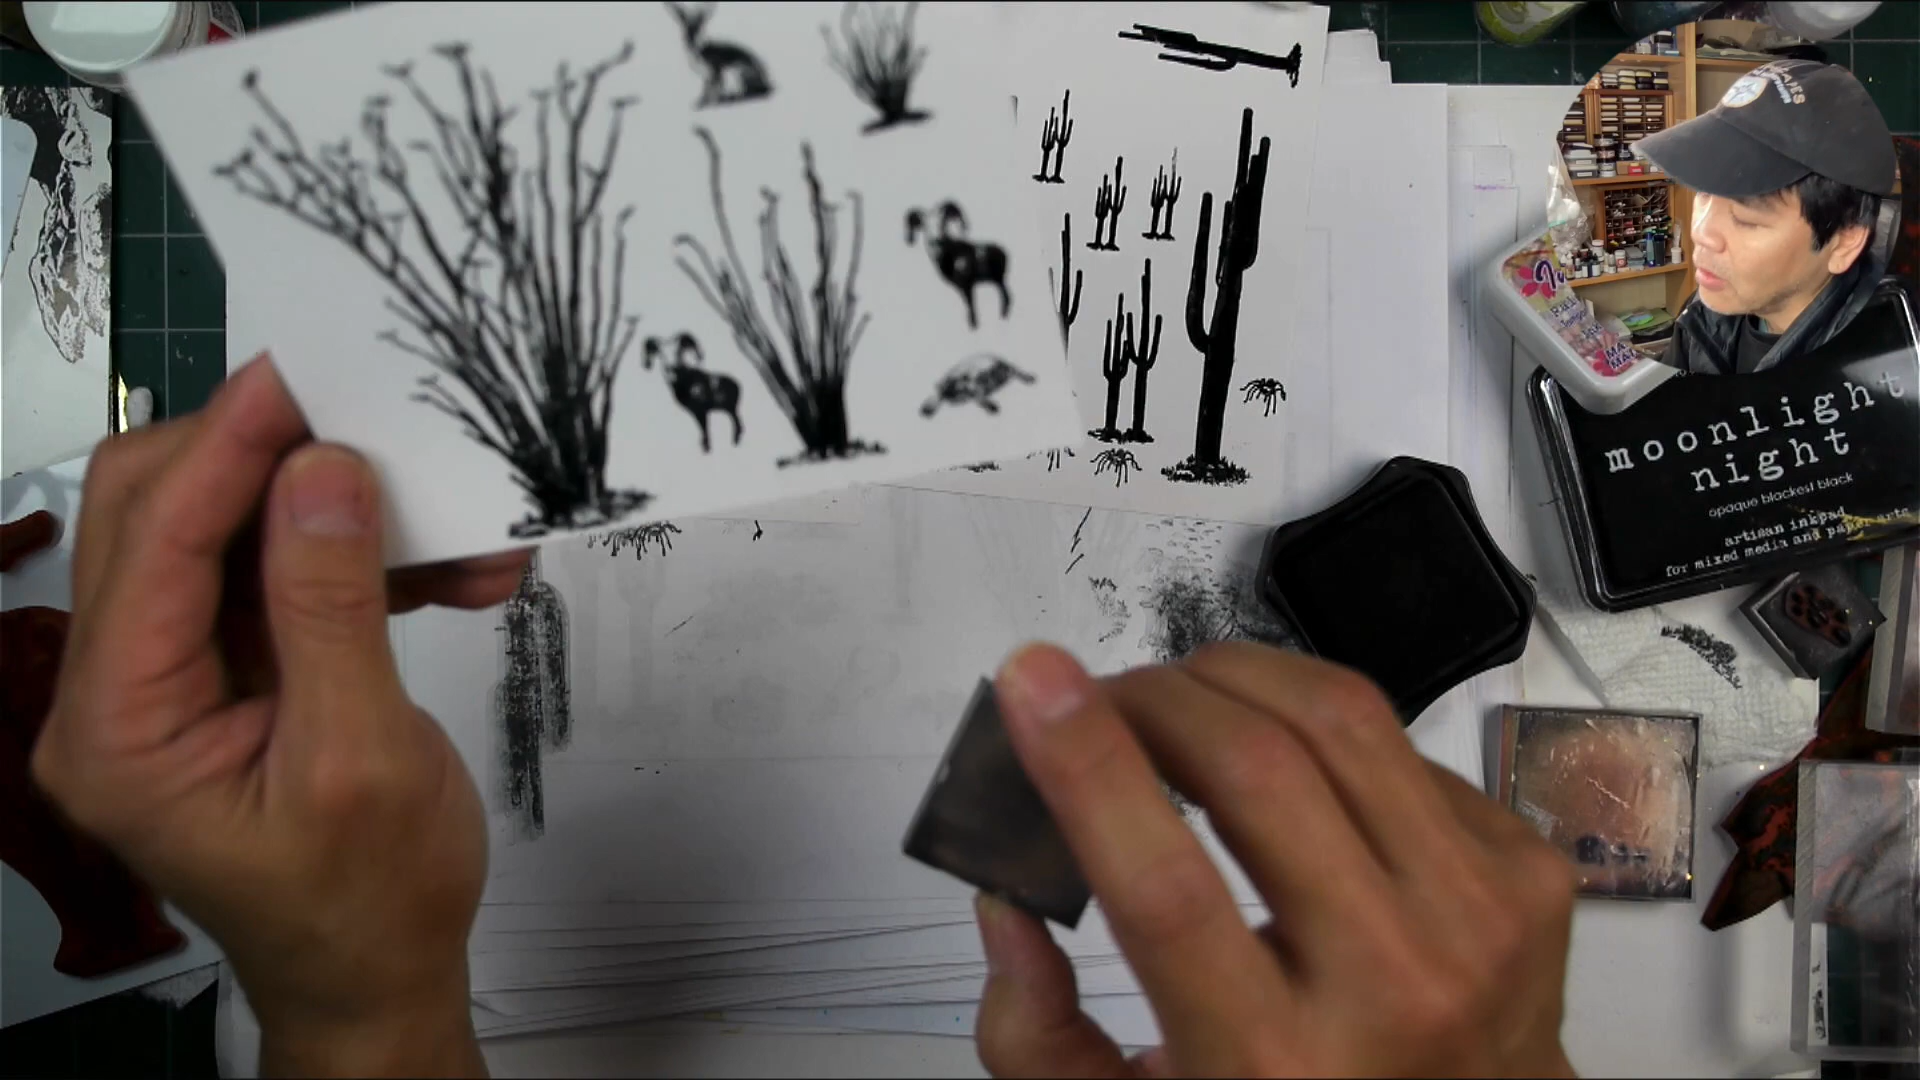 moonlight
night
opaque blackest black
artisan inkpad
for mixed media and paper arts